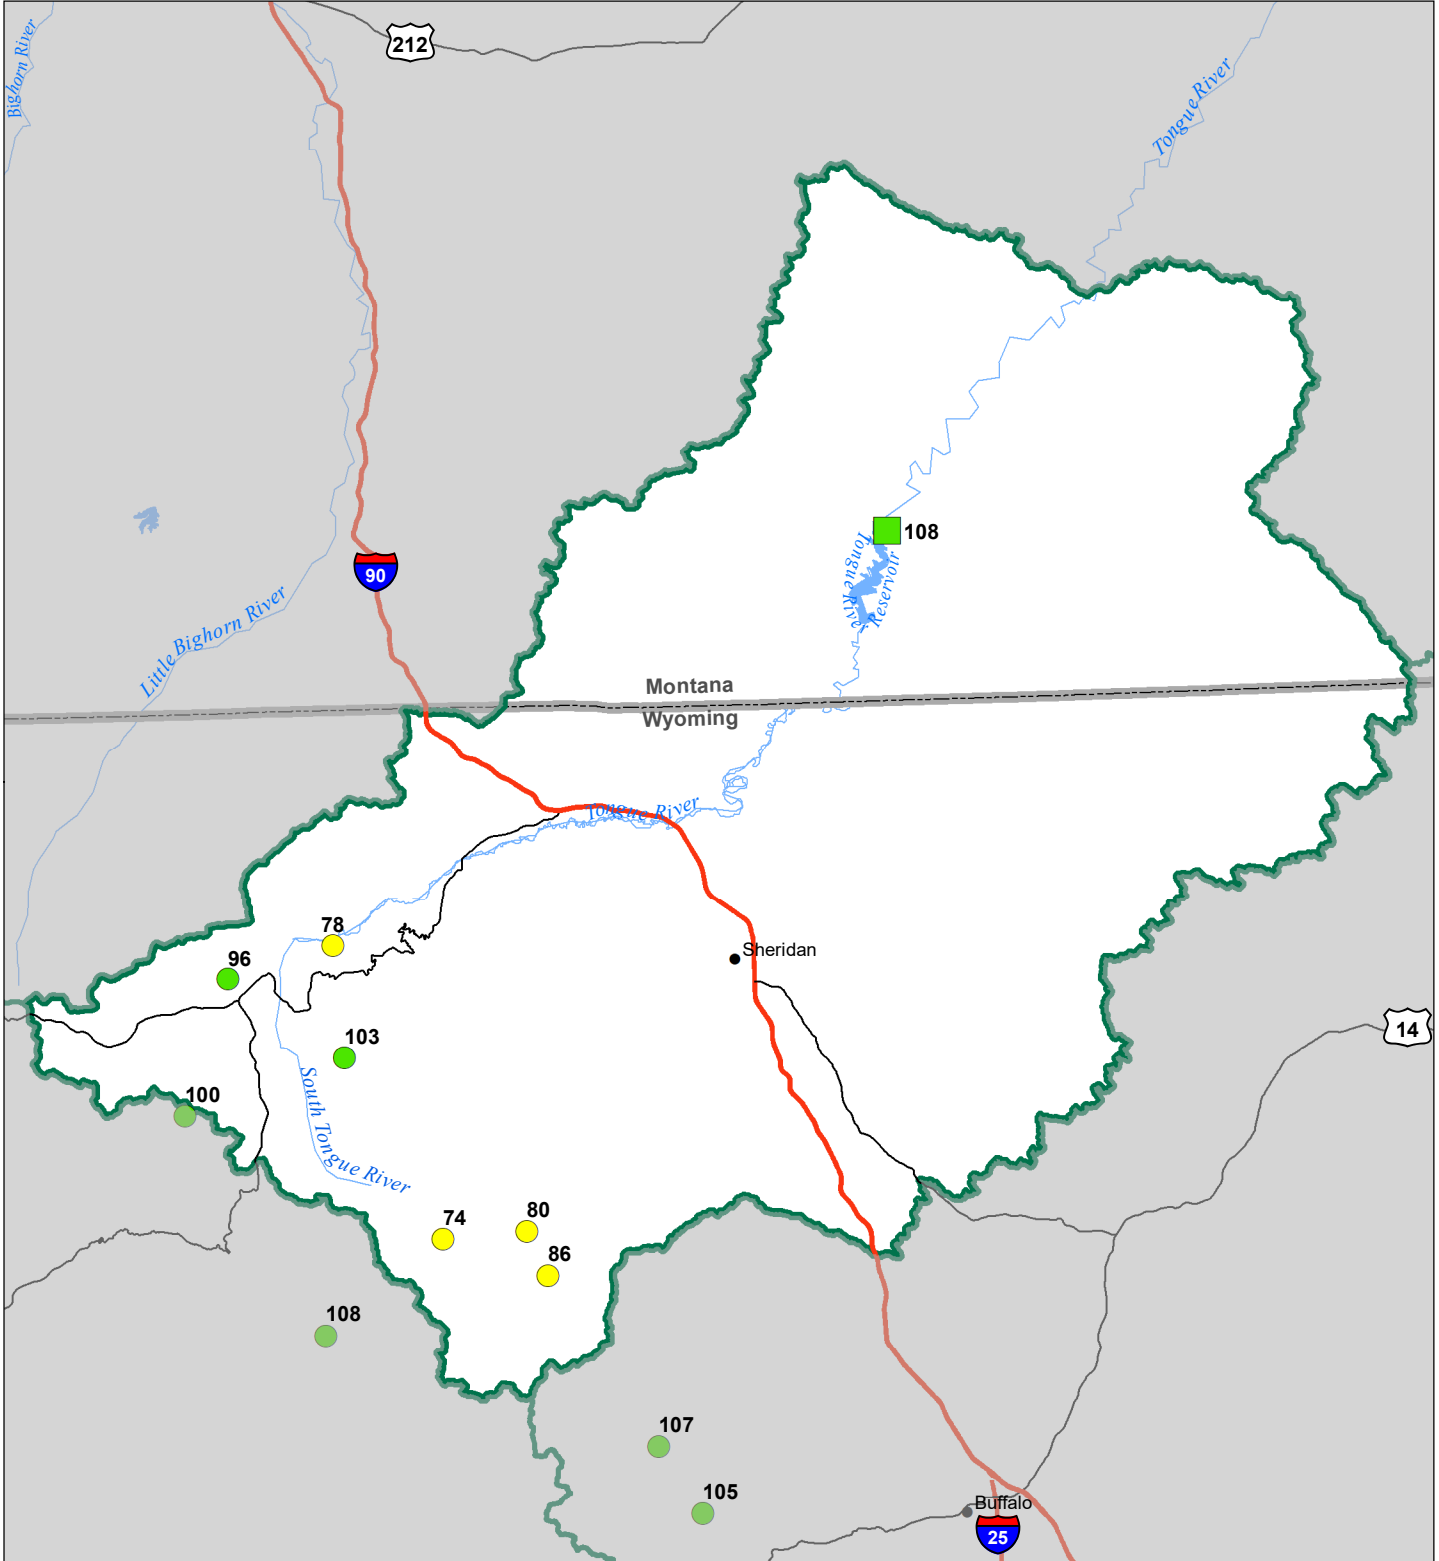 212
Bighorn River
Tongue River
108
Tongue River
Reservoir
90
Little Bighorn River
Montana
Wyoming
Tongue River
78
Sheridan
96
14
103
100
South Tongue River
74
80
86
108
107
105
Buffalo
25